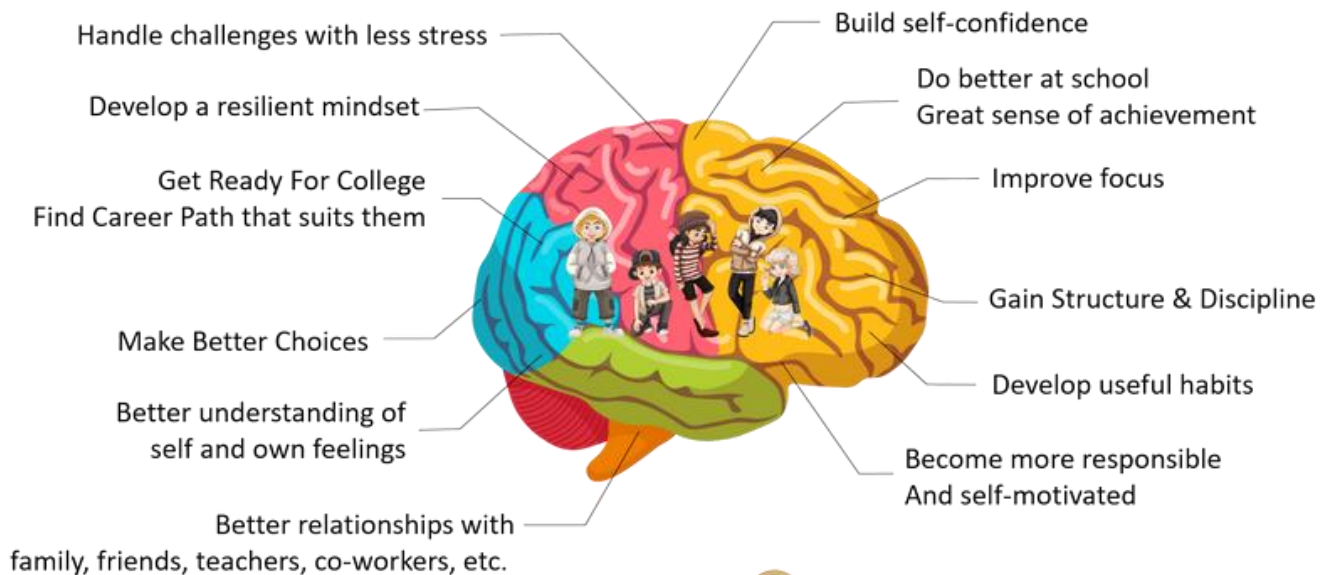 Handle challenges with less stress
Develop a resilient mindset
Get Ready For College
Find Career Path that suits them
Make Better Choices
Better understanding of
self and own feelings
Better relationships with
family, friends, teachers, co-workers, etc.
Build self-confidence
Do better at school
Great sense of achievement
Improve focus
Gain Structure & Discipline
Develop useful habits
Become more responsible
And self-motivated